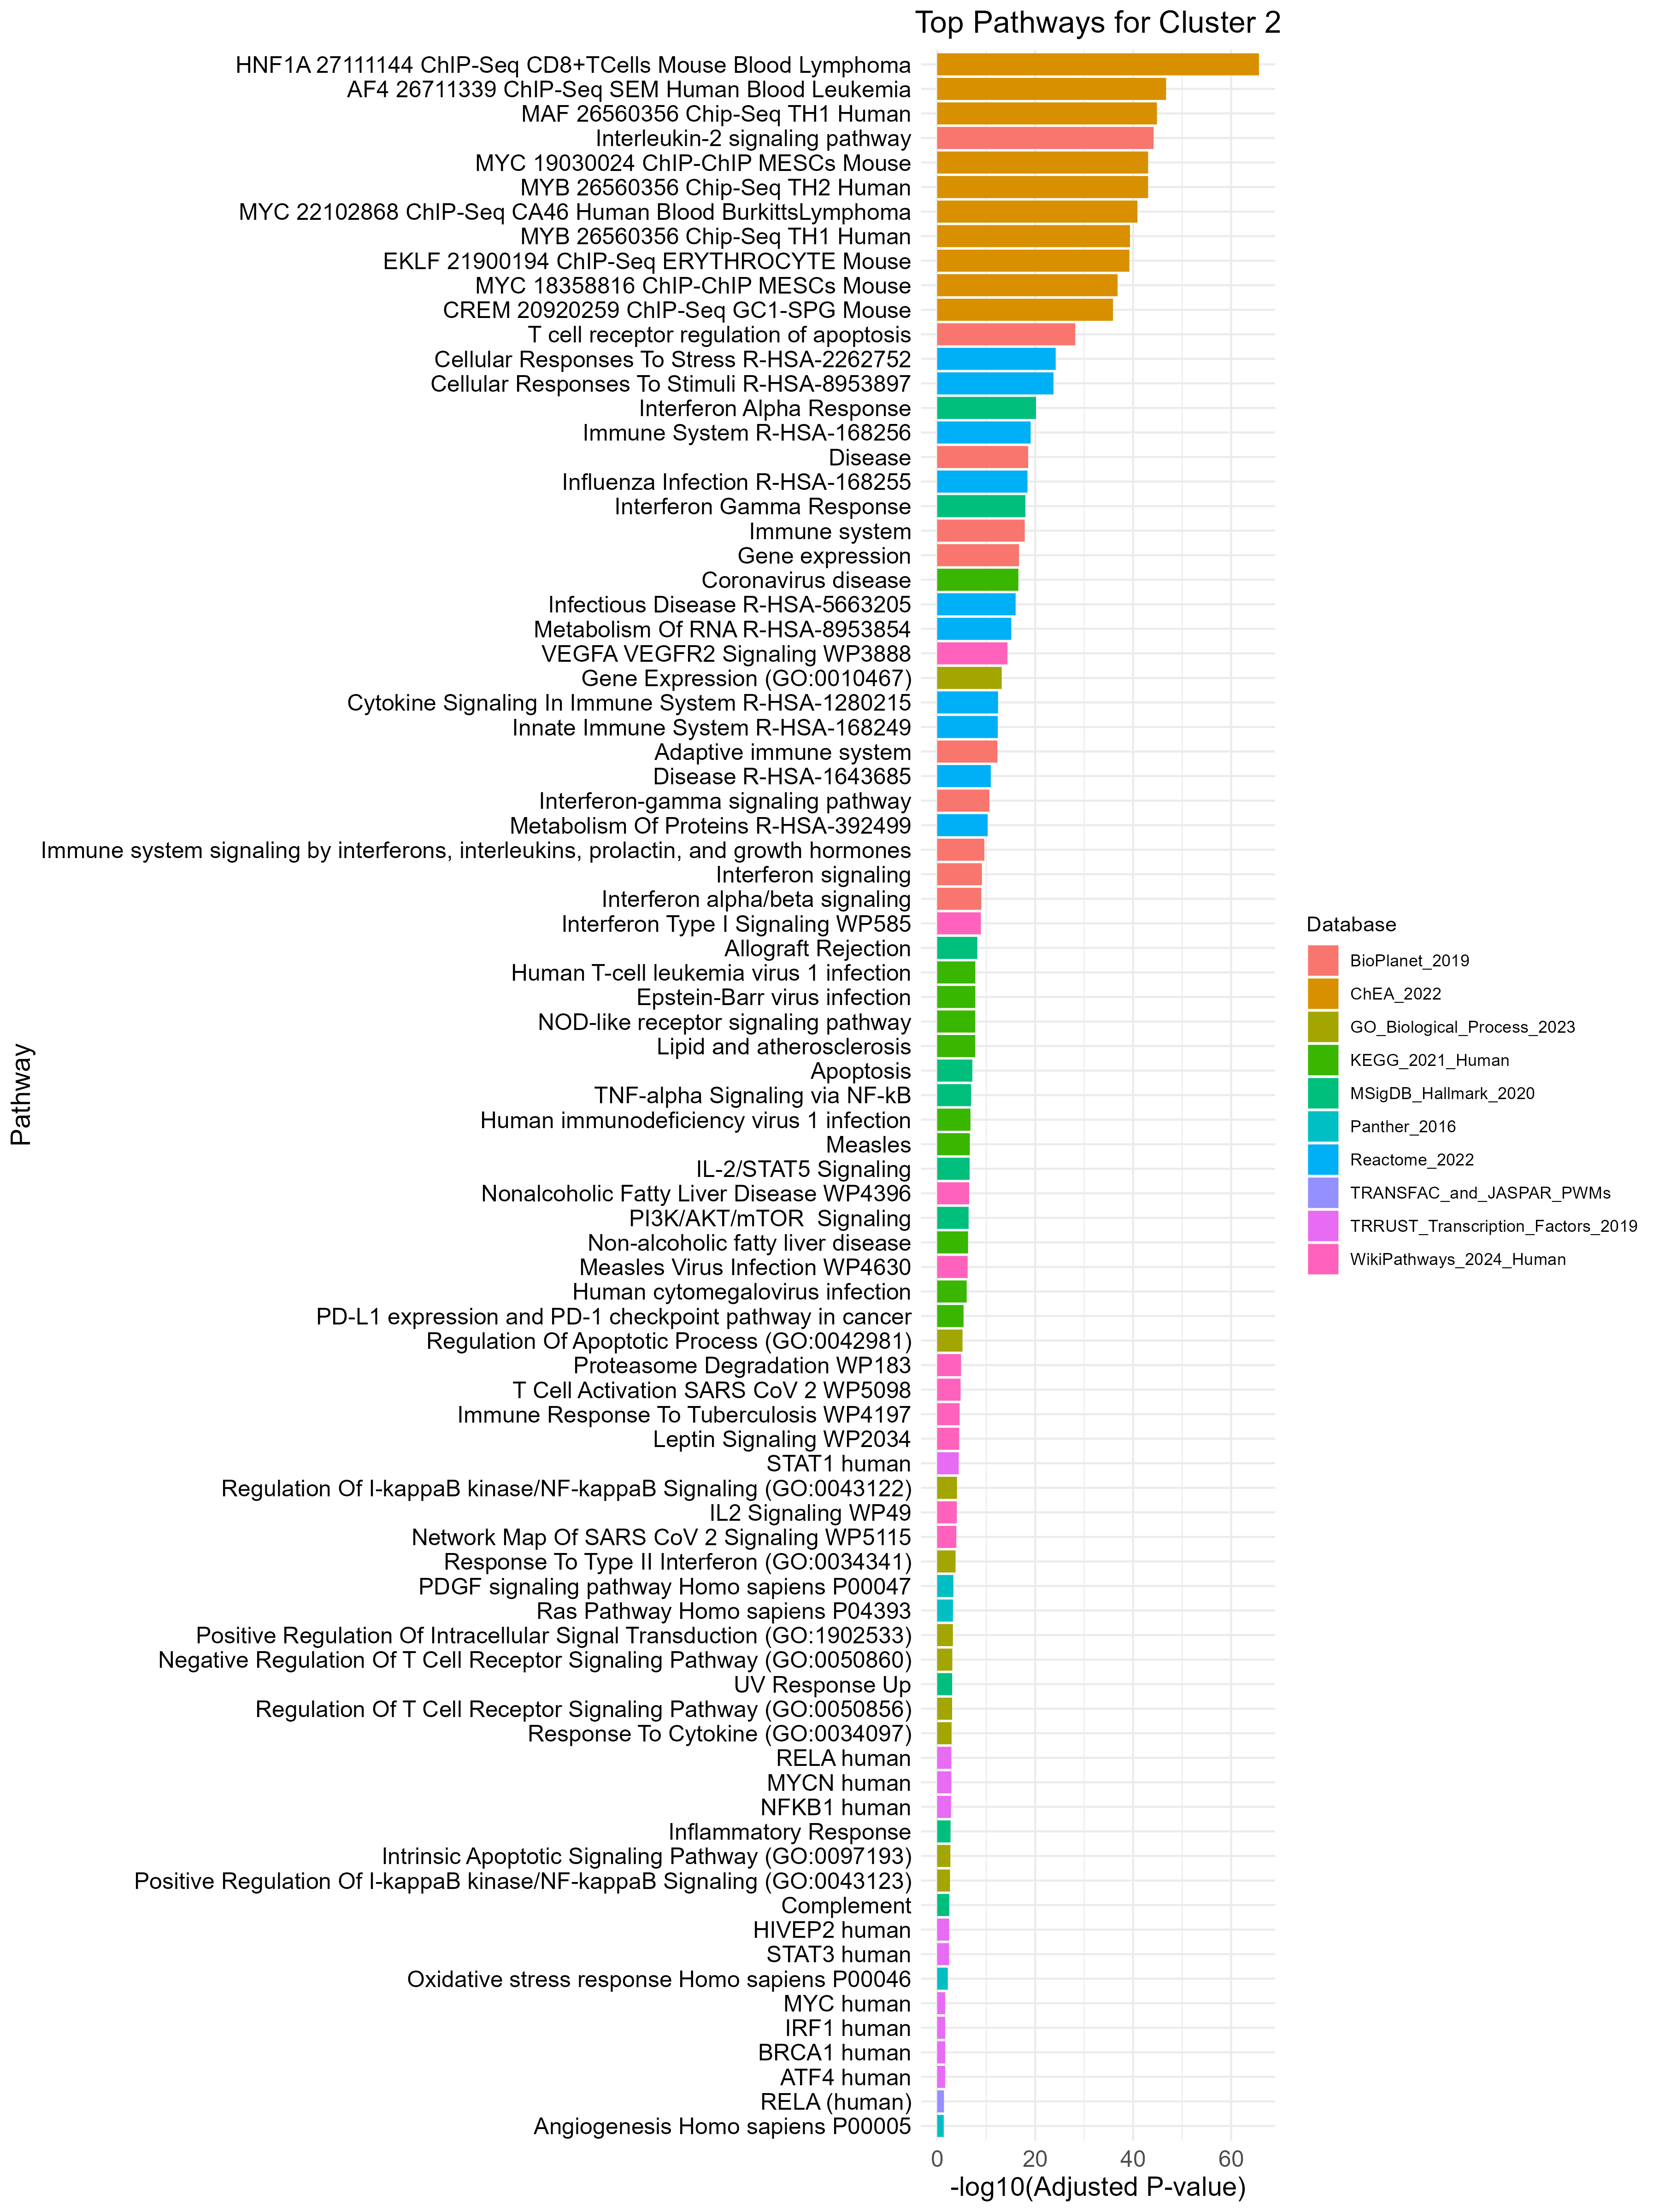 Top Pathways for Cluster 2
HNF1A 27111144 ChIP-Seq CD8+TCells Mouse Blood Lymphoma
AF4 26711339 ChIP-Seq SEM Human Blood Leukemia
MAF 26560356 Chip-Seq TH1 Human
Interleukin-2 signaling pathway
MYC 19030024 ChIP-ChIP MESCs Mouse
MYB 26560356 Chip-Seq TH2 Human
MYC 22102868 ChIP-Seq CA46 Human Blood BurkittsLymphoma
MYB 26560356 Chip-Seq TH1 Human
EKLF 21900194 ChIP-Seq ERYTHROCYTE Mouse
MYC 18358816 ChIP-ChIP MESCs Mouse
CREM 20920259 ChIP-Seq GC1-SPG Mouse
T cell receptor regulation of apoptosis
Cellular Responses To Stress R-HSA-2262752
Cellular Responses To Stimuli R-HSA-8953897
Interferon Alpha Response
Immune System R-HSA-168256
Disease
Influenza Infection R-HSA-168255
Interferon Gamma Response
Immune system
Gene expression
Coronavirus disease
Infectious Disease R-HSA-5663205
Metabolism Of RNA R-HSA-8953854
VEGFA VEGFR2 Signaling WP3888
Gene Expression (GO:0010467)
Cytokine Signaling In Immune System R-HSA-1280215
Innate Immune System R-HSA-168249
Adaptive immune system
Disease R-HSA-1643685
Interferon-gamma signaling pathway
Metabolism Of Proteins R-HSA-392499
Immune system signaling by interferons, interleukins, prolactin, and growth hormones
Interferon signaling
Interferon alpha/beta signaling
Interferon Type I Signaling WP585
Allograft Rejection
Human T-cell leukemia virus 1 infection
Epstein-Barr virus infection
NOD-like receptor signaling pathway
Lipid and atherosclerosis
Apoptosis
TNF-alpha Signaling via NF-kB
Human immunodeficiency virus 1 infection
Measles
IL-2/STAT5 Signaling
Nonalcoholic Fatty Liver Disease WP4396
PI3K/AKT/mTOR  Signaling
Non-alcoholic fatty liver disease
Measles Virus Infection WP4630
Human cytomegalovirus infection
PD-L1 expression and PD-1 checkpoint pathway in cancer
Regulation Of Apoptotic Process (GO:0042981)
Proteasome Degradation WP183
T Cell Activation SARS CoV 2 WP5098
Immune Response To Tuberculosis WP4197
Leptin Signaling WP2034
STAT1 human
Regulation Of I-kappaB kinase/NF-kappaB Signaling (GO:0043122)
IL2 Signaling WP49
Network Map Of SARS CoV 2 Signaling WP5115
Response To Type II Interferon (GO:0034341)
PDGF signaling pathway Homo sapiens P00047
Ras Pathway Homo sapiens P04393
Positive Regulation Of Intracellular Signal Transduction (GO:1902533)
Negative Regulation Of T Cell Receptor Signaling Pathway (GO:0050860)
UV Response Up
Regulation Of T Cell Receptor Signaling Pathway (GO:0050856)
Response To Cytokine (GO:0034097)
RELA human
MYCN human
NFKB1 human
Inflammatory Response
Intrinsic Apoptotic Signaling Pathway (GO:0097193)
Positive Regulation Of I-kappaB kinase/NF-kappaB Signaling (GO:0043123)
Complement
HIVEP2 human
STAT3 human
Oxidative stress response Homo sapiens P00046
MYC human
IRF1 human
BRCA1 human
ATF4 human
RELA (human)
Angiogenesis Homo sapiens P00005
0 20 40 60
-log10(Adjusted P-value)
Pathway
Database
BioPlanet_2019
ChEA_2022
GO_Biological_Process_2023
KEGG_2021_Human
MSigDB_Hallmark_2020
Panther_2016
Reactome_2022
TRANSFAC_and_JASPAR_PWMs
TRRUST_Transcription_Factors_2019
WikiPathways_2024_Human